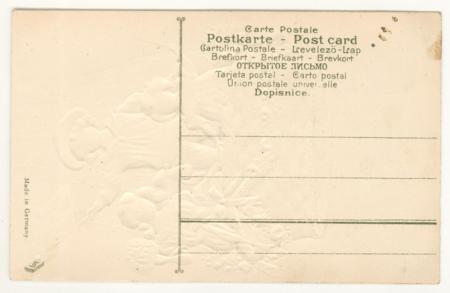 Carte Postale
Postkarte - Post card
Cartolina Postale - Levelező-Lap
Brefkort - Briefkaart - Brevkort
ОТКРЫТОЕ ПИСЬМО
Tarjeta postal - Carto postal
Union postale universelle
Dopisnice.
Made in Germany